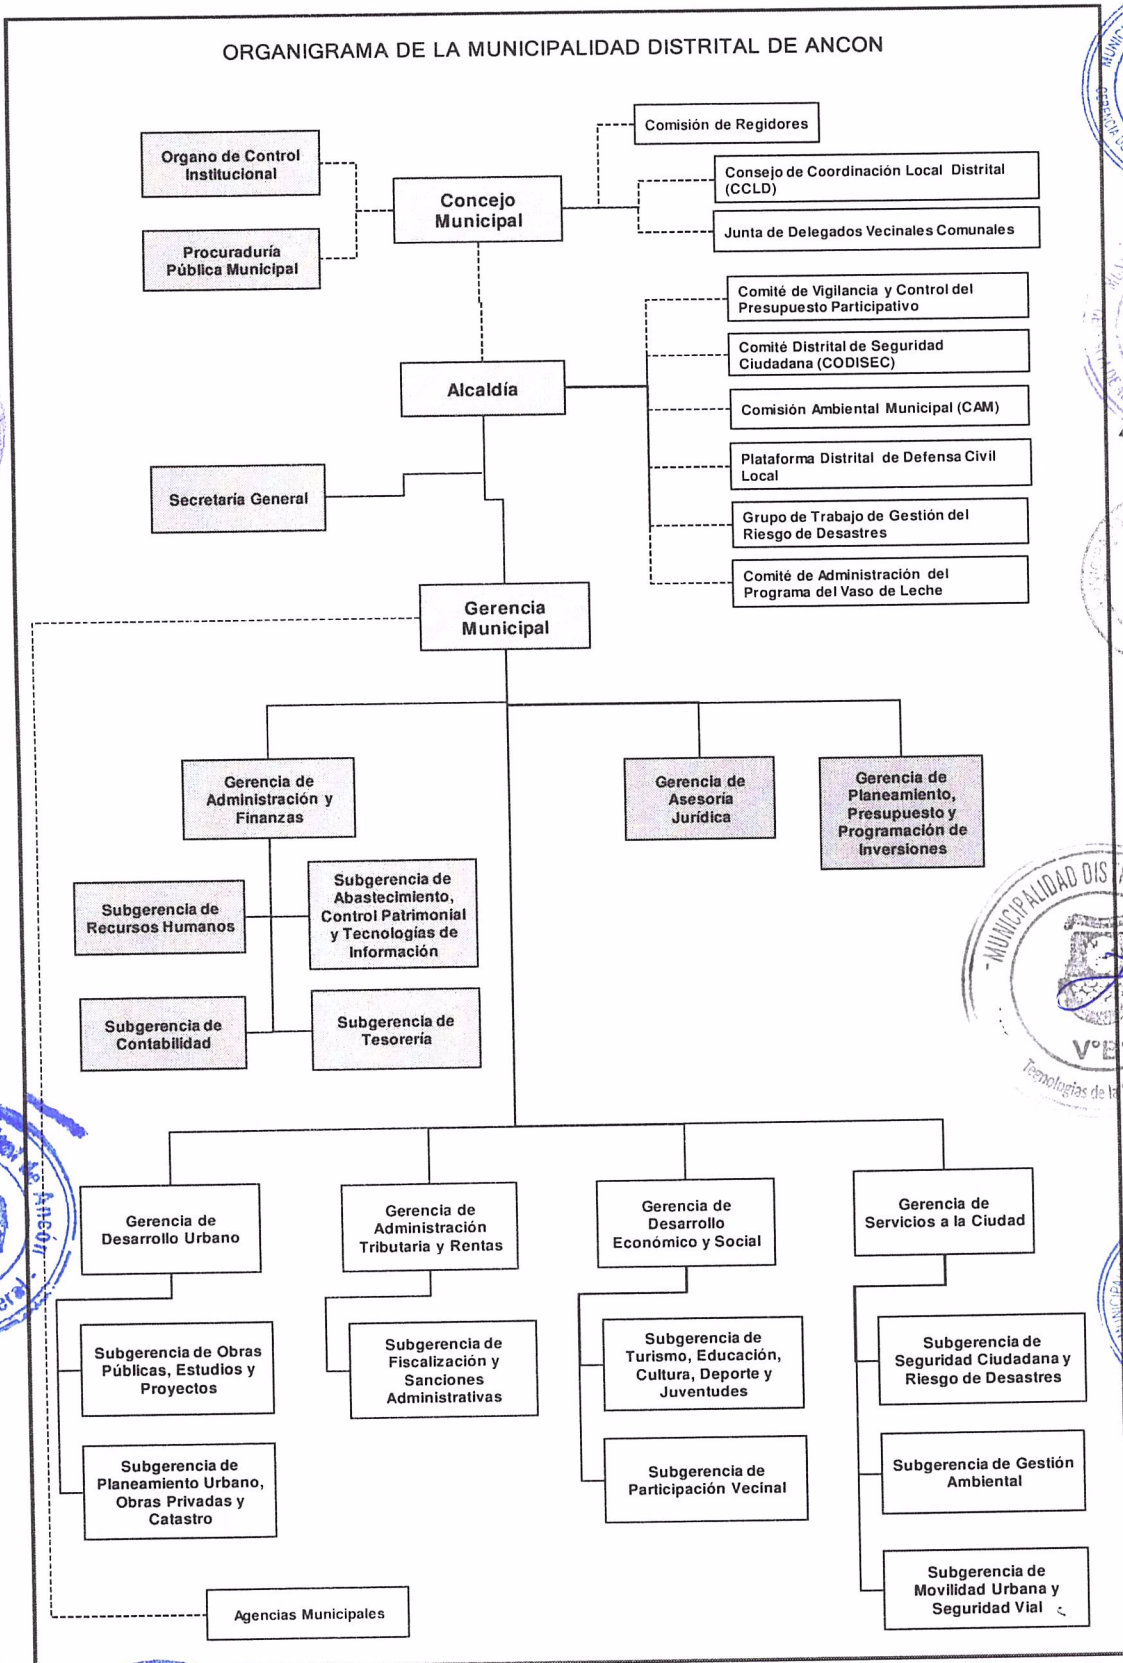 ORGANIGRAMA DE LA MUNICIPALIDAD DISTRITAL DE ANCON
Comisión de Regidores
Organo de Control
Institucional
Concejo
Municipal
Consejo de Coordinación Local Distrital
(CCLD)
Junta de Delegados Vecinales Comunales
Procuraduría
Pública Municipal
Comité de Vigilancia y Control del
Presupuesto Participativo
Comité Distrital de Seguridad
Ciudadana (CODISEC)
Alcaldía
Comisión Ambiental Municipal (CAM)
Plataforma Distrital de Defensa Civil
Local
Secretaría General
Grupo de Trabajo de Gestión del
Riesgo de Desastres
Comité de Administración del
Programa del Vaso de Leche
Gerencia
Municipal
Gerencia de
Administración y
Finanzas
Gerencia de
Asesoría
Jurídica
Gerencia de
Planeamiento,
Presupuesto y
Programación de
Inversiones
Subgerencia de
Recursos Humanos
Subgerencia de
Abastecimiento,
Control Patrimonial
y Tecnologías de
Información
Subgerencia de
Contabilidad
Subgerencia de
Tesorería
MUNICIPALIDAD
V°B
Tecnologías de la
Gerencia de
Desarrollo Urbano
Gerencia de
Administración
Tributaria y Rentas
Gerencia de
Desarrollo
Económico y Social
Gerencia de
Servicios a la Ciudad
Ancón
Subgerencia de Obras
Públicas, Estudios y
Proyectos
Subgerencia de
Fiscalización y
Sanciones
Administrativas
Subgerencia de
Turismo, Educación,
Cultura, Deporte y
Juventudes
Subgerencia de
Seguridad Ciudadana y
Riesgo de Desastres
Subgerencia de
Planeamiento Urbano,
Obras Privadas y
Catastro
Subgerencia de
Participación Vecinal
Subgerencia de Gestión
Ambiental
Subgerencia de
Movilidad Urbana y
Seguridad Vial
Agencias Municipales